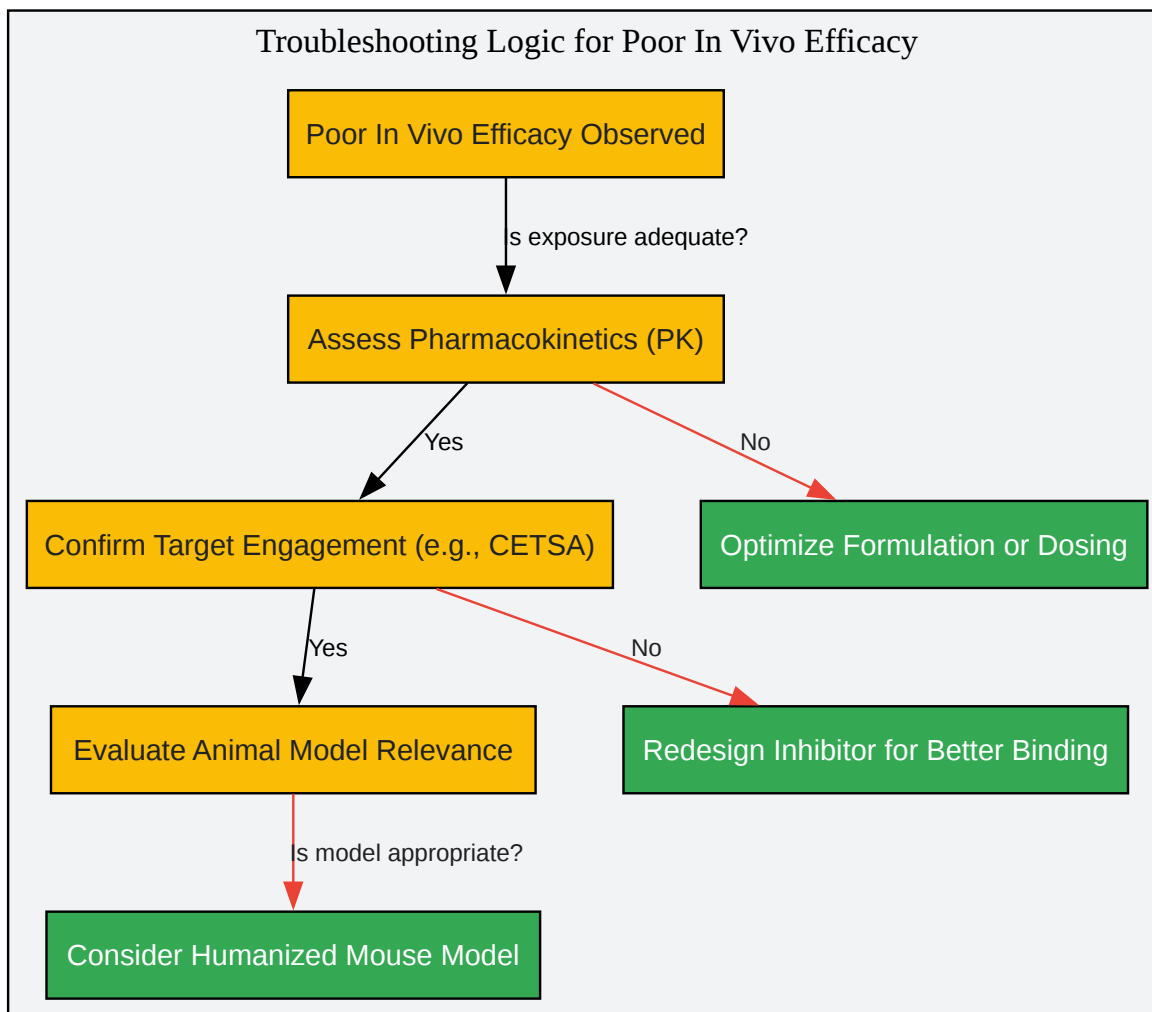 Troubleshooting Logic for Poor In Vivo Efficacy
Poor In Vivo Efficacy Observed
Is exposure adequate?
Assess Pharmacokinetics (PK)
Yes
No
Confirm Target Engagement (e.g., CETSA)
Optimize Formulation or Dosing
Yes
No
Evaluate Animal Model Relevance
Redesign Inhibitor for Better Binding
Is model appropriate?
Consider Humanized Mouse Model